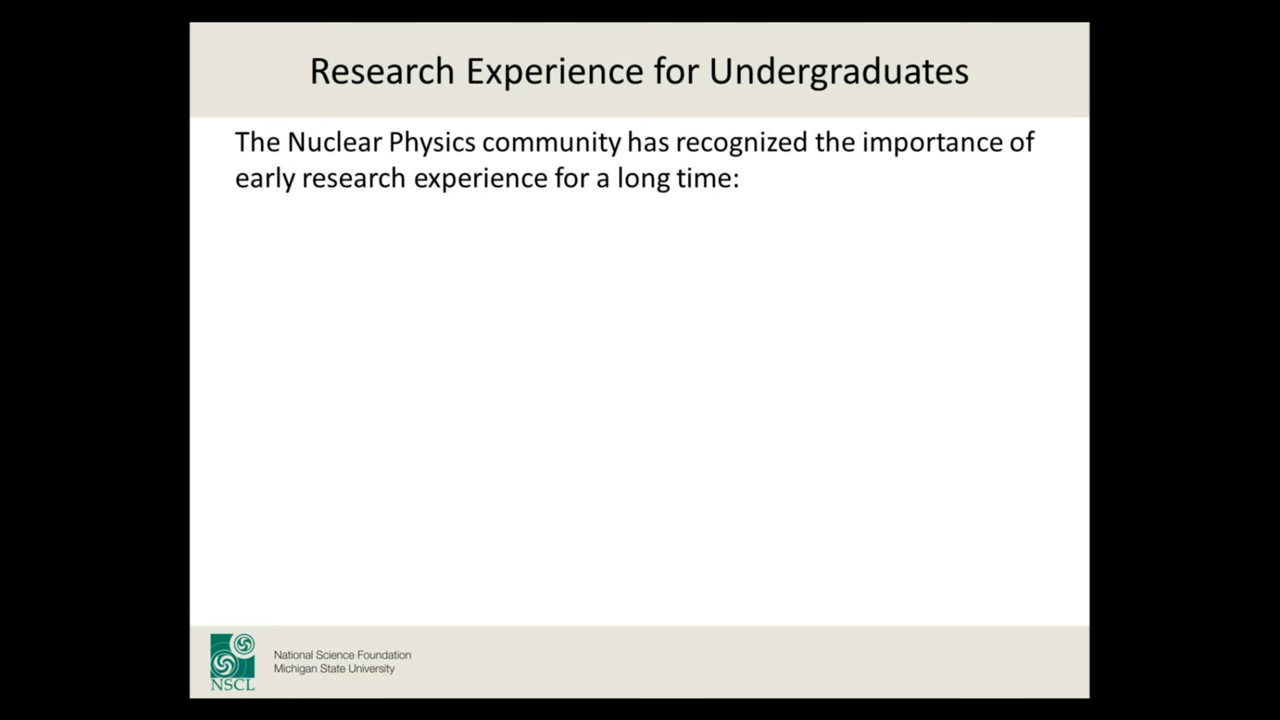 Research Experience for Undergraduates
The Nuclear Physics community has recognized the importance of
early research experience for a long time:
National Science Foundation
Michigan State University
NSCL